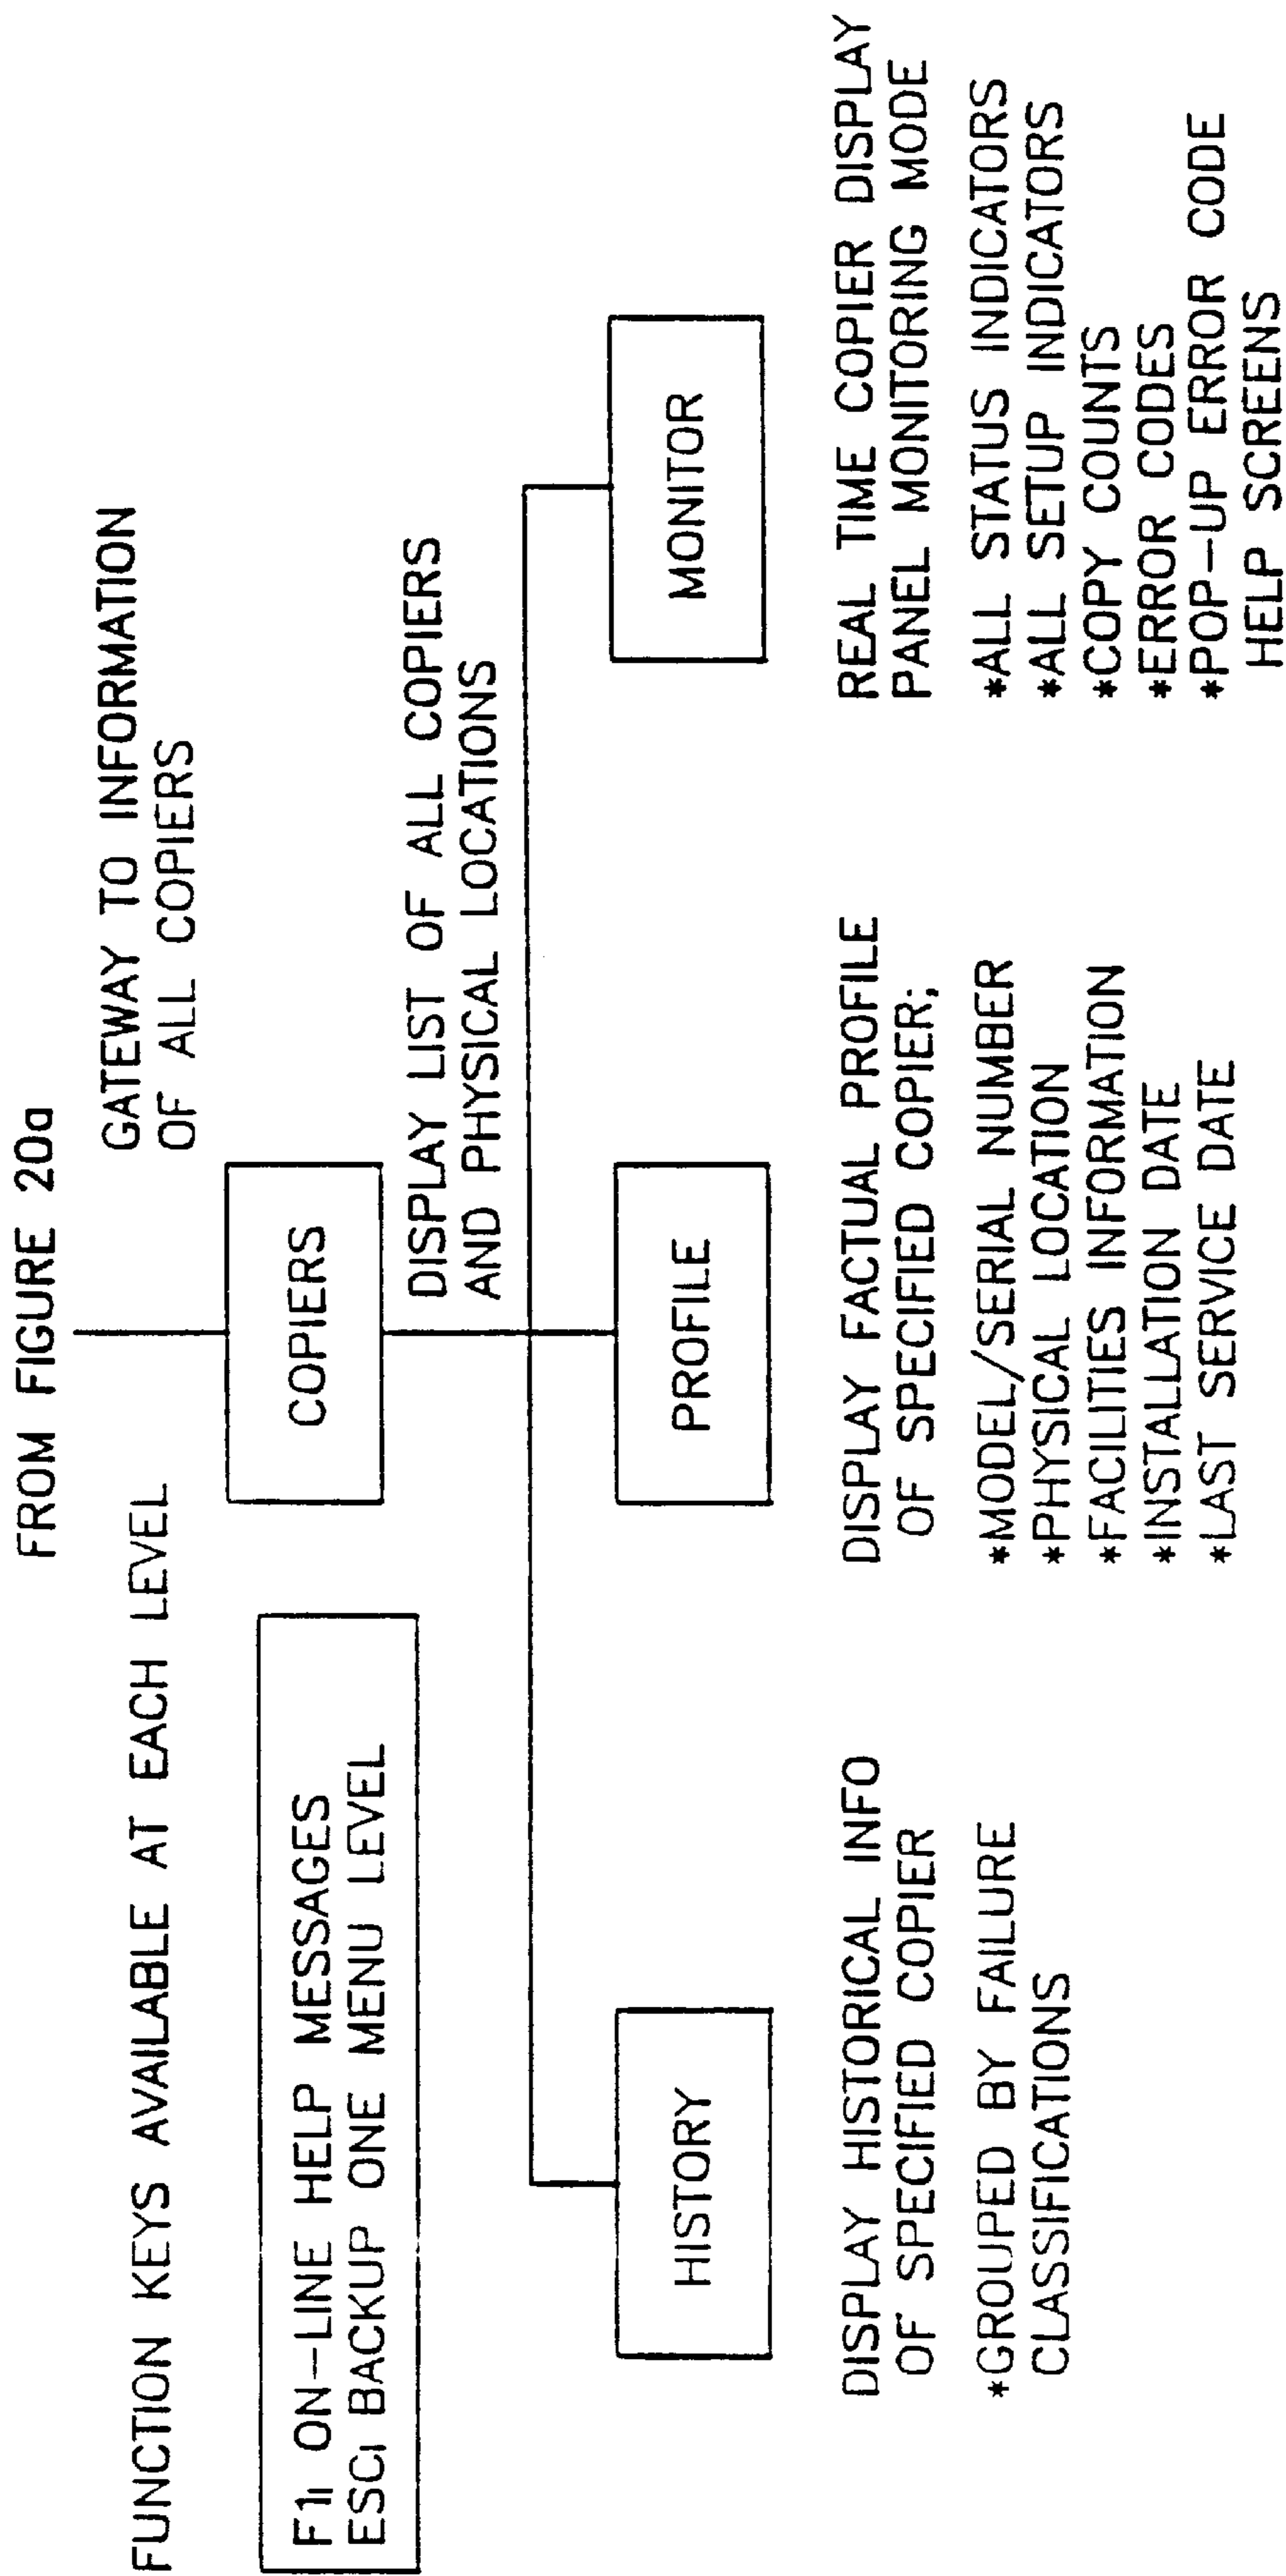 FROM FIGURE 20a
FUNCTION KEYS AVAILABLE AT EACH LEVEL
F1: ON-LINE HELP MESSAGES
ESC: BACKUP ONE MENU LEVEL
GATEWAY TO INFORMATION
OF ALL COPIERS
COPIERS
DISPLAY LIST OF ALL COPIERS
AND PHYSICAL LOCATIONS
HISTORY
DISPLAY HISTORICAL INFO
OF SPECIFIED COPIER
*GROUPED BY FAILURE
CLASSIFICATIONS
PROFILE
DISPLAY FACTUAL PROFILE
OF SPECIFIED COPIER;
*MODEL/SERIAL NUMBER
*PHYSICAL LOCATION
*FACILITIES INFORMATION
*INSTALLATION DATE
*LAST SERVICE DATE
MONITOR
REAL TIME COPIER DISPLAY
PANEL MONITORING MODE
*ALL STATUS INDICATORS
*ALL SETUP INDICATORS
*COPY COUNTS
*ERROR CODES
*POP-UP ERROR CODE
HELP SCREENS